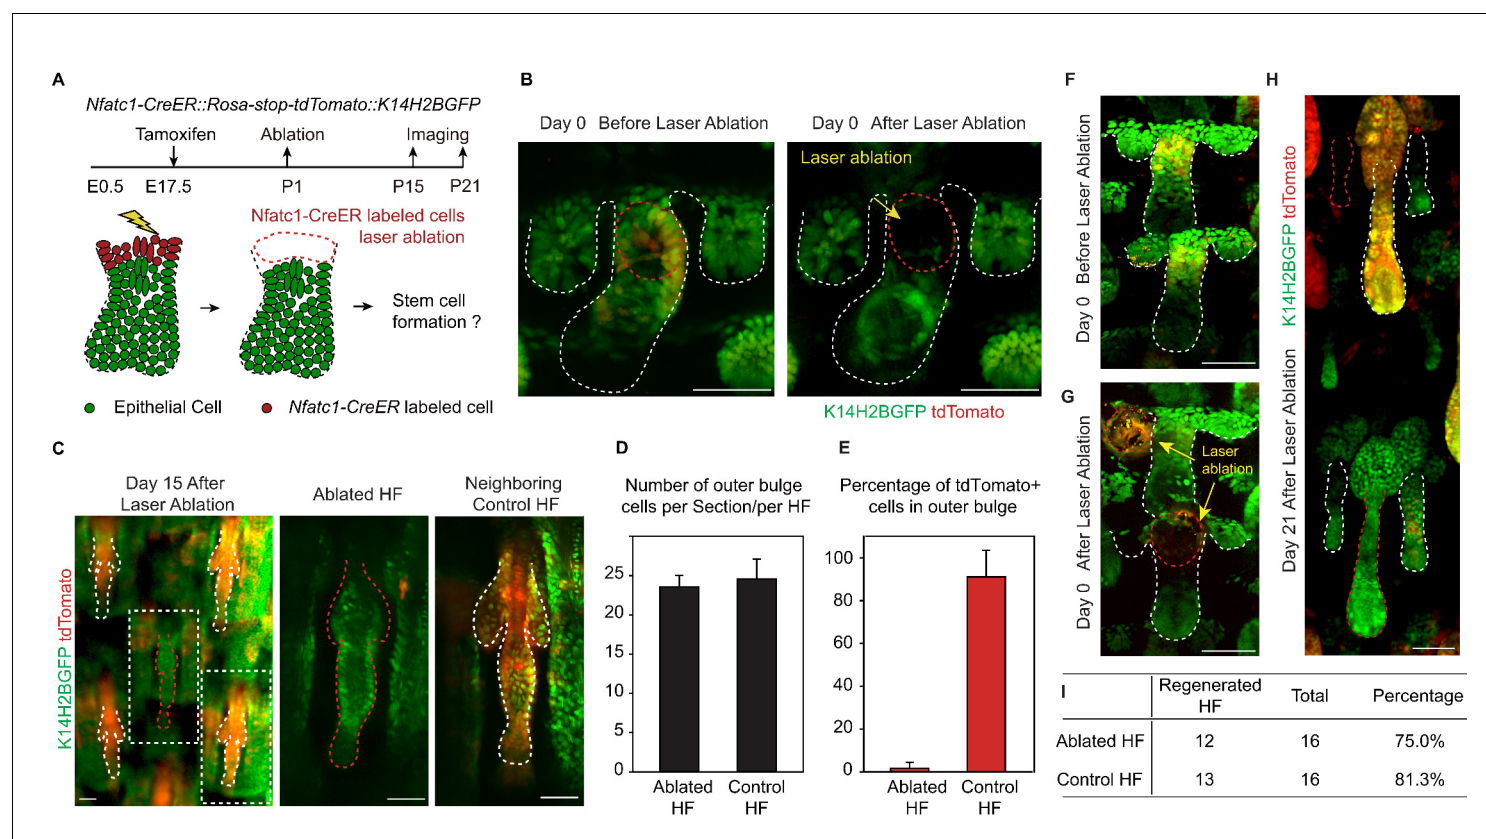 A
Nfatc1-CreER::Rosa-stop-tdTomato::K14H2BGFP
Tamoxifen
Ablation
Imaging
E0.5
E17.5
P1
P15
P21
Nfatc1-CreER labeled cells
laser ablation
Stem cell
formation ?
Epithelial Cell
Nfatc1-CreER labeled cell
B
Day 0 Before Laser Ablation
Day 0 After Laser Ablation
Laser ablation
K14H2BGFP tdTomato
C
Day 15 After
Laser Ablation
Ablated HF
Neighboring
Control HF
K14H2BGFP tdTomato
D
Number of outer bulge
cells per Section/per HF
25
20
15
10
5
0
Ablated
HF
Control
HF
E
Percentage of tdTomato+
cells in outer bulge
100
80
60
40
20
0
Ablated
HF
Control
HF
F
Day 0 Before Laser Ablation
G
Day 0 After Laser Ablation
Laser
ablation
H
K14H2BGFP tdTomato
Day 21 After Laser Ablation
I
Regenerated
HF
Total
Percentage
Ablated HF
12
16
75.0%
Control HF
13
16
81.3%